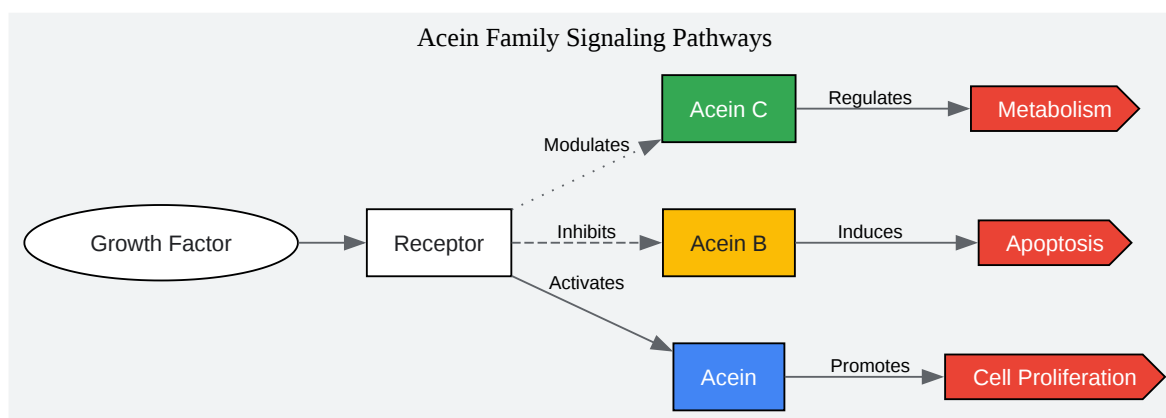 Acein Family Signaling Pathways
Acein C
Regulates
Metabolism
Modulates
Growth Factor
Receptor
Inhibits
Acein B
Induces
Apoptosis
Activates
Acein
Promotes
Cell Proliferation